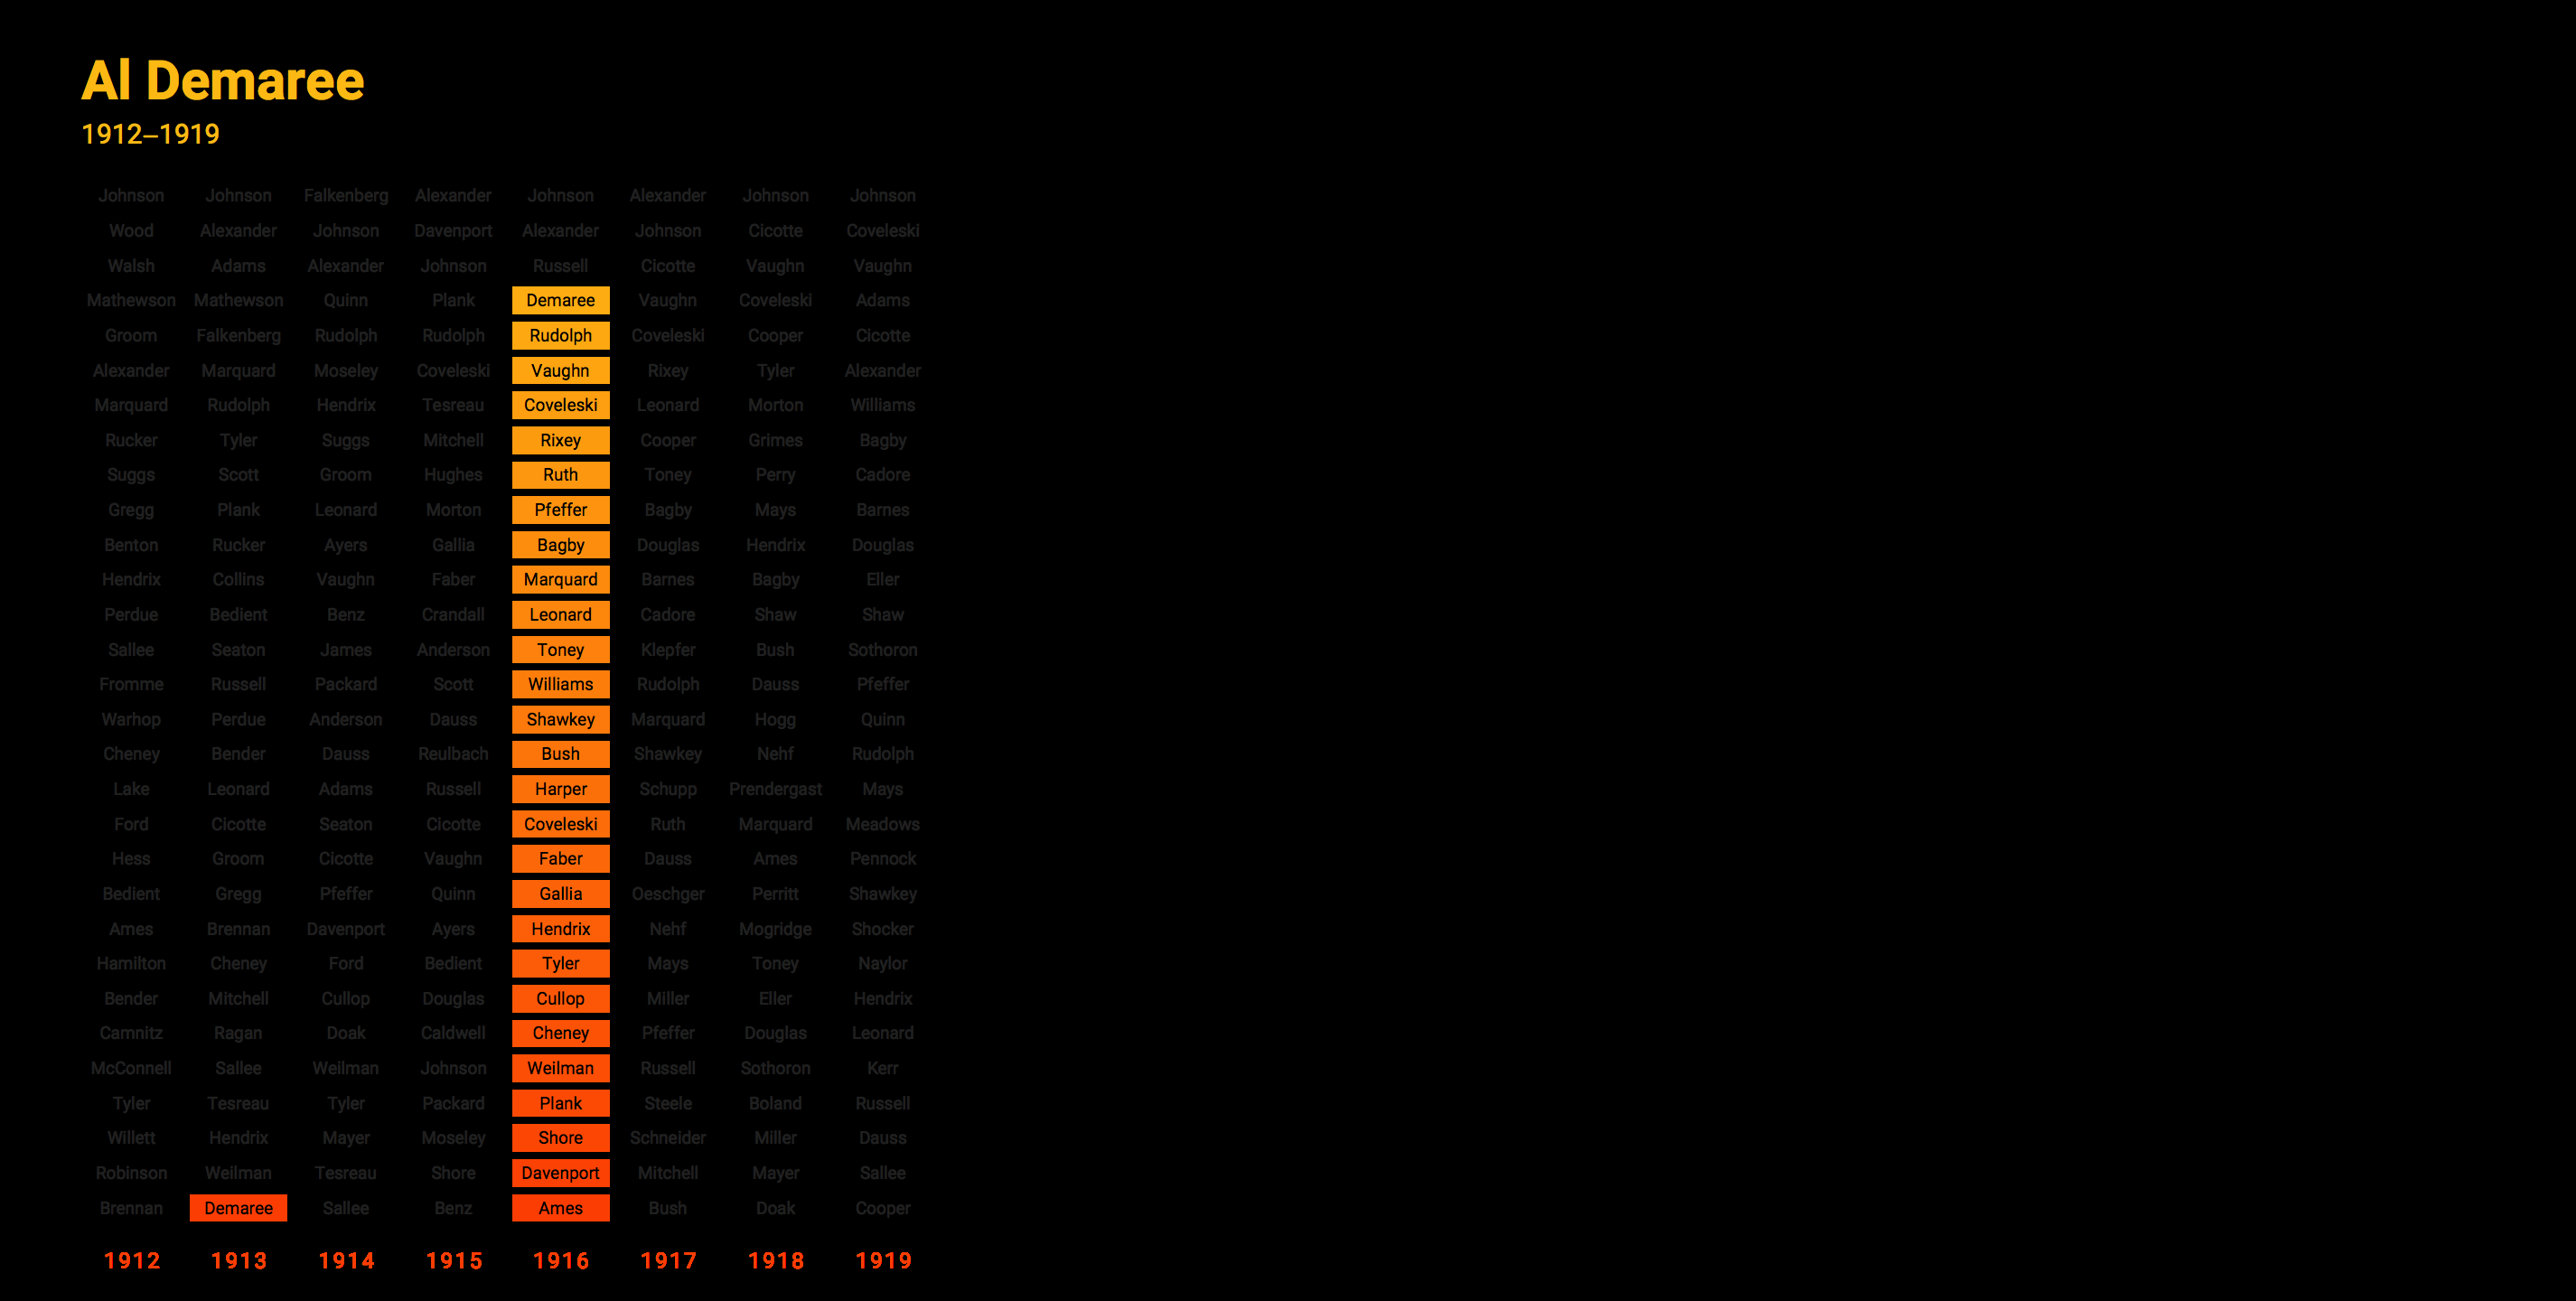 Al Demaree
1912–1919
Johnson Johnson Falkenberg Alexander Johnson Alexander Johnson Johnson
Wood Alexander Johnson Davenport Alexander Johnson Cicotte Coveleski
Walsh Adams Alexander Johnson Russell Cicotte Vaughn Vaughn
Mathewson Mathewson Quinn Plank Demaree Vaughn Coveleski Adams
Groom Falkenberg Rudolph Rudolph Rudolph Coveleski Cooper Cicotte
Alexander Marquard Moseley Coveleski Vaughn Rixey Tyler Alexander
Marquard Rudolph Hendrix Tesreau Coveleski Leonard Morton Williams
Rucker Tyler Suggs Mitchell Rixey Cooper Grimes Bagby
Suggs Scott Groom Hughes Ruth Toney Perry Cadore
Gregg Plank Leonard Morton Pfeffer Bagby Mays Barnes
Benton Rucker Ayers Gallia Bagby Douglas Hendrix Douglas
Hendrix Collins Vaughn Faber Marquard Barnes Bagby Eller
Perdue Bedient Benz Crandall Leonard Cadore Shaw Shaw
Sallee Seaton James Anderson Toney Klepfer Bush Sothoron
Fromme Russell Packard Scott Williams Rudolph Dauss Pfeffer
Warhop Perdue Anderson Dauss Shawkey Marquard Hogg Quinn
Cheney Bender Dauss Reulbach Bush Shawkey Nehf Rudolph
Lake Leonard Adams Russell Harper Schupp Prendergast Mays
Ford Cicotte Seaton Cicotte Coveleski Ruth Marquard Meadows
Hess Groom Cicotte Vaughn Faber Dauss Ames Pennock
Bedient Gregg Pfeffer Quinn Gallia Oeschger Perritt Shawkey
Ames Brennan Davenport Ayers Hendrix Nehf Mogridge Shocker
Hamilton Cheney Ford Bedient Tyler Mays Toney Naylor
Bender Mitchell Cullop Douglas Cullop Miller Eller Hendrix
Camnitz Ragan Doak Caldwell Cheney Pfeffer Douglas Leonard
McConnell Sallee Weilman Johnson Weilman Russell Sothoron Kerr
Tyler Tesreau Tyler Packard Plank Steele Boland Russell
Willett Hendrix Mayer Moseley Shore Schneider Miller Dauss
Robinson Weilman Tesreau Shore Davenport Mitchell Mayer Sallee
Brennan Demaree Sallee Benz Ames Bush Doak Cooper
1912 1913 1914 1915 1916 1917 1918 1919